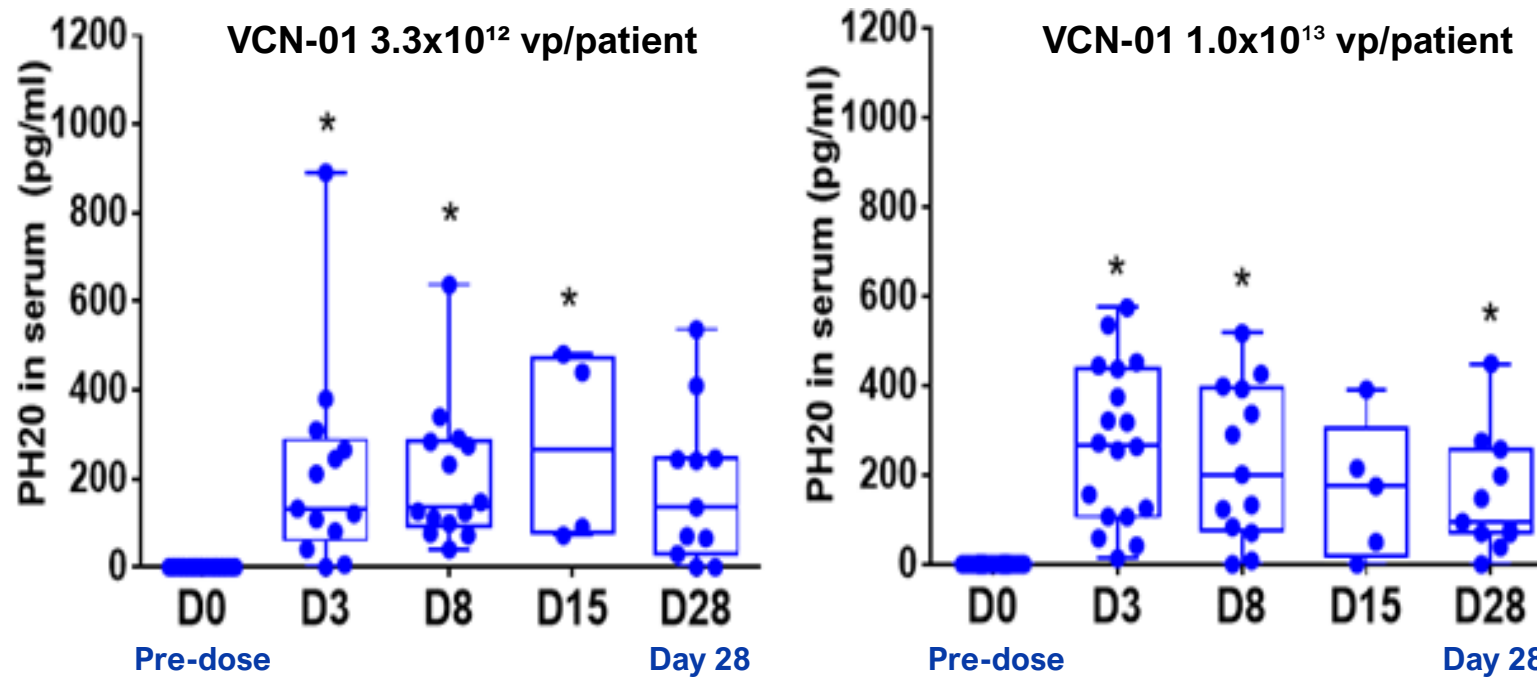 VCN-01 3.3x10¹² vp/patient
PH20 in serum (pg/ml)
1200
1000
800
600
400
200
0
* * *
D0 D3 D8 D15 D28
Pre-dose Day 28
VCN-01 1.0x10¹³ vp/patient
PH20 in serum (pg/ml)
1200
1000
800
600
400
200
0
* * *
D0 D3 D8 D15 D28
Pre-dose Day 28